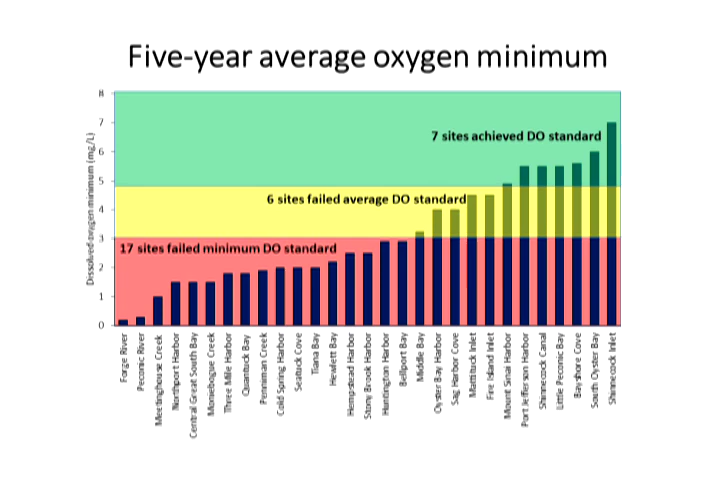 Five-year average oxygen minimum
Dissolved oxygen minimum (mg/L)
8
7
6
5
4
3
2
1
0
7 sites achieved DO standard
6 sites failed average DO standard
17 sites failed minimum DO standard
Forge River
Peconic River
Meetinghouse Creek
Northport Harbor
Central Great South Bay
Moniebogue Creek
Three Mile Harbor
Quantuck Bay
Penniman Creek
Cold Spring Harbor
Seatuck Cove
Tiana Bay
Hewlett Bay
Hempstead Harbor
Stony Brook Harbor
Huntington Harbor
Bellport Bay
Middle Bay
Oyster Bay Harbor
Sag Harbor Cove
Mattituck Inlet
Fire Island Inlet
Mount Sinai Harbor
Port Jefferson Harbor
Shinnecock Canal
Little Peconic Bay
Bayshore Cove
South Oyster Bay
Shinnecock Inlet